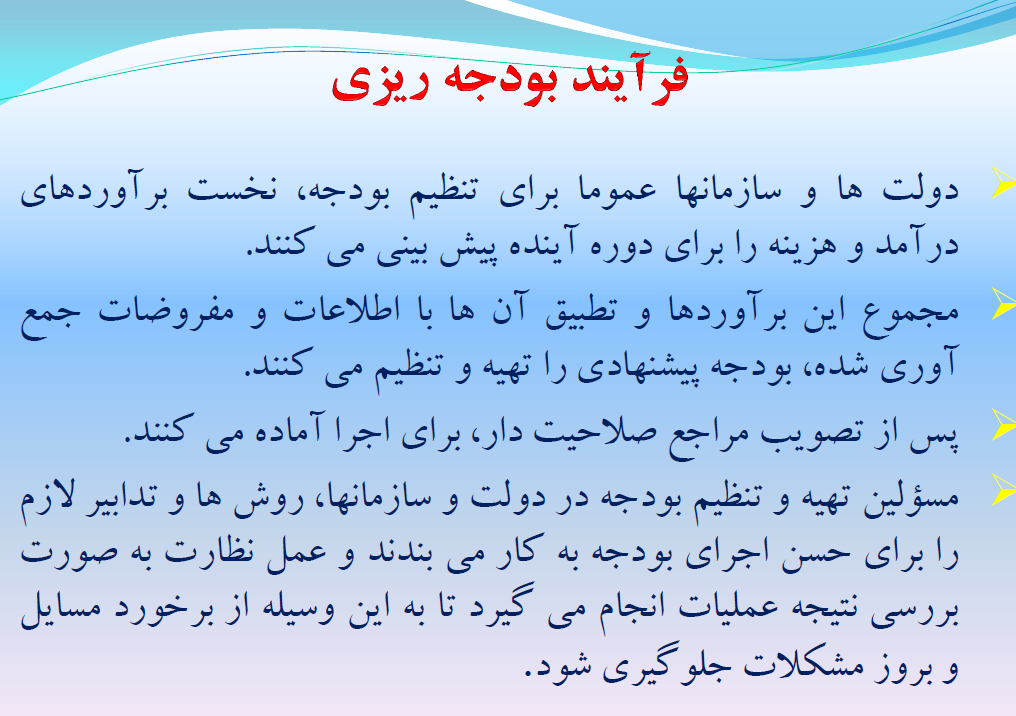 فرآیند بودجه ریزی
دولت ها و سازمانها عموما برای تنظیم بودجه، نخست برآوردهای
درآمد و هزینه را برای دوره آینده پیش بینی می کنند.
مجموع این برآوردها و تطبیق آن ها با اطلاعات و مفروضات جمع
آوری شده، بودجه پیشنهادی را تهیه و تنظیم می کنند.
پس از تصویب مراجع صلاحیت دار، برای اجرا آماده می کنند.
مسؤلین تهیه و تنظیم بودجه در دولت و سازمانها، روش ها و تدابیر لازم
را برای حسن اجرای بودجه به کار می بندند و عمل نظارت به صورت
بررسی نتیجه عملیات انجام می گیرد تا به این وسیله از برخورد مسایل
و بروز مشکلات جلوگیری شود.